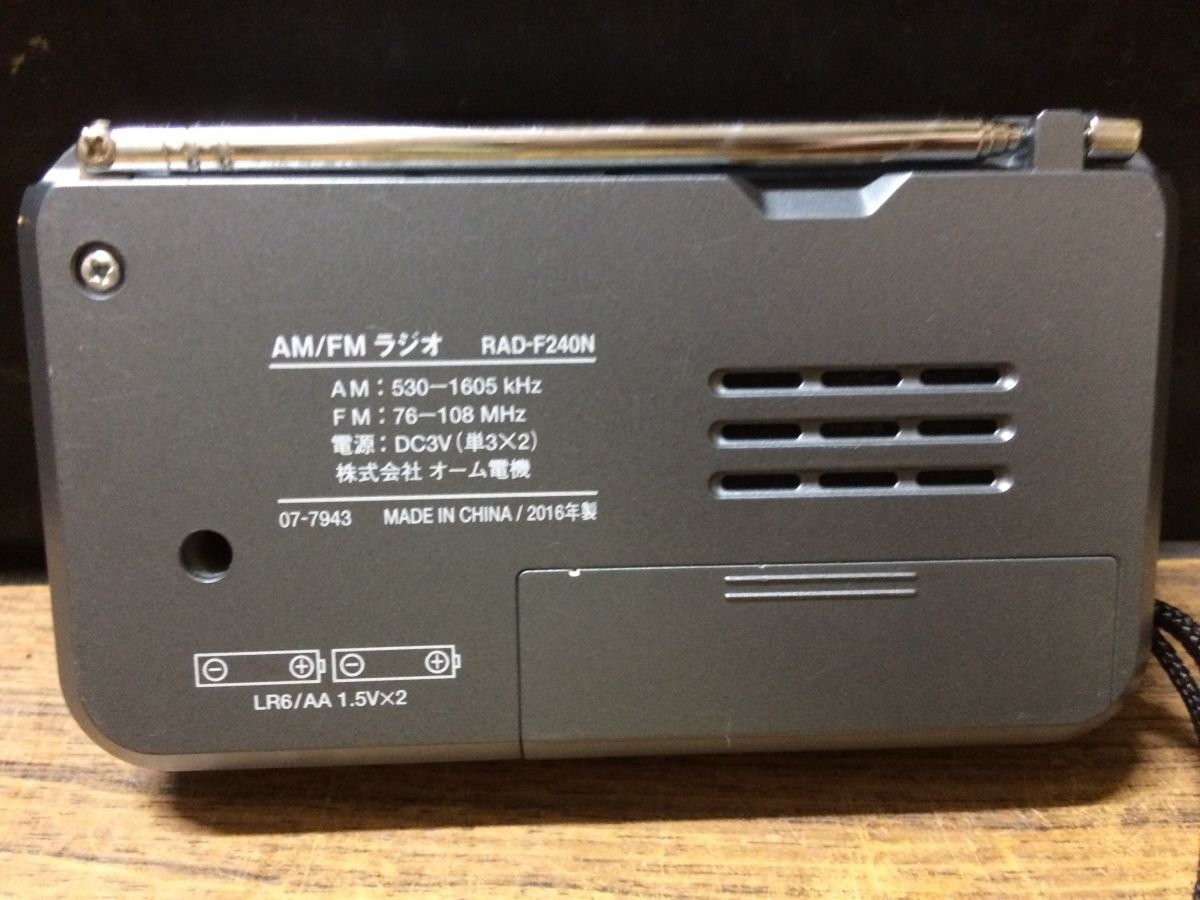 AM/FM ラジオ RAD-F240N
AM：530－1605 kHz
FM：76－108 MHz
電源：DC3V（単3×2）
株式会社 オーム電機
07-7943 MADE IN CHINA / 2016年製
⊖ ⊕ ⊖ ⊕
LR6/AA 1.5V×2